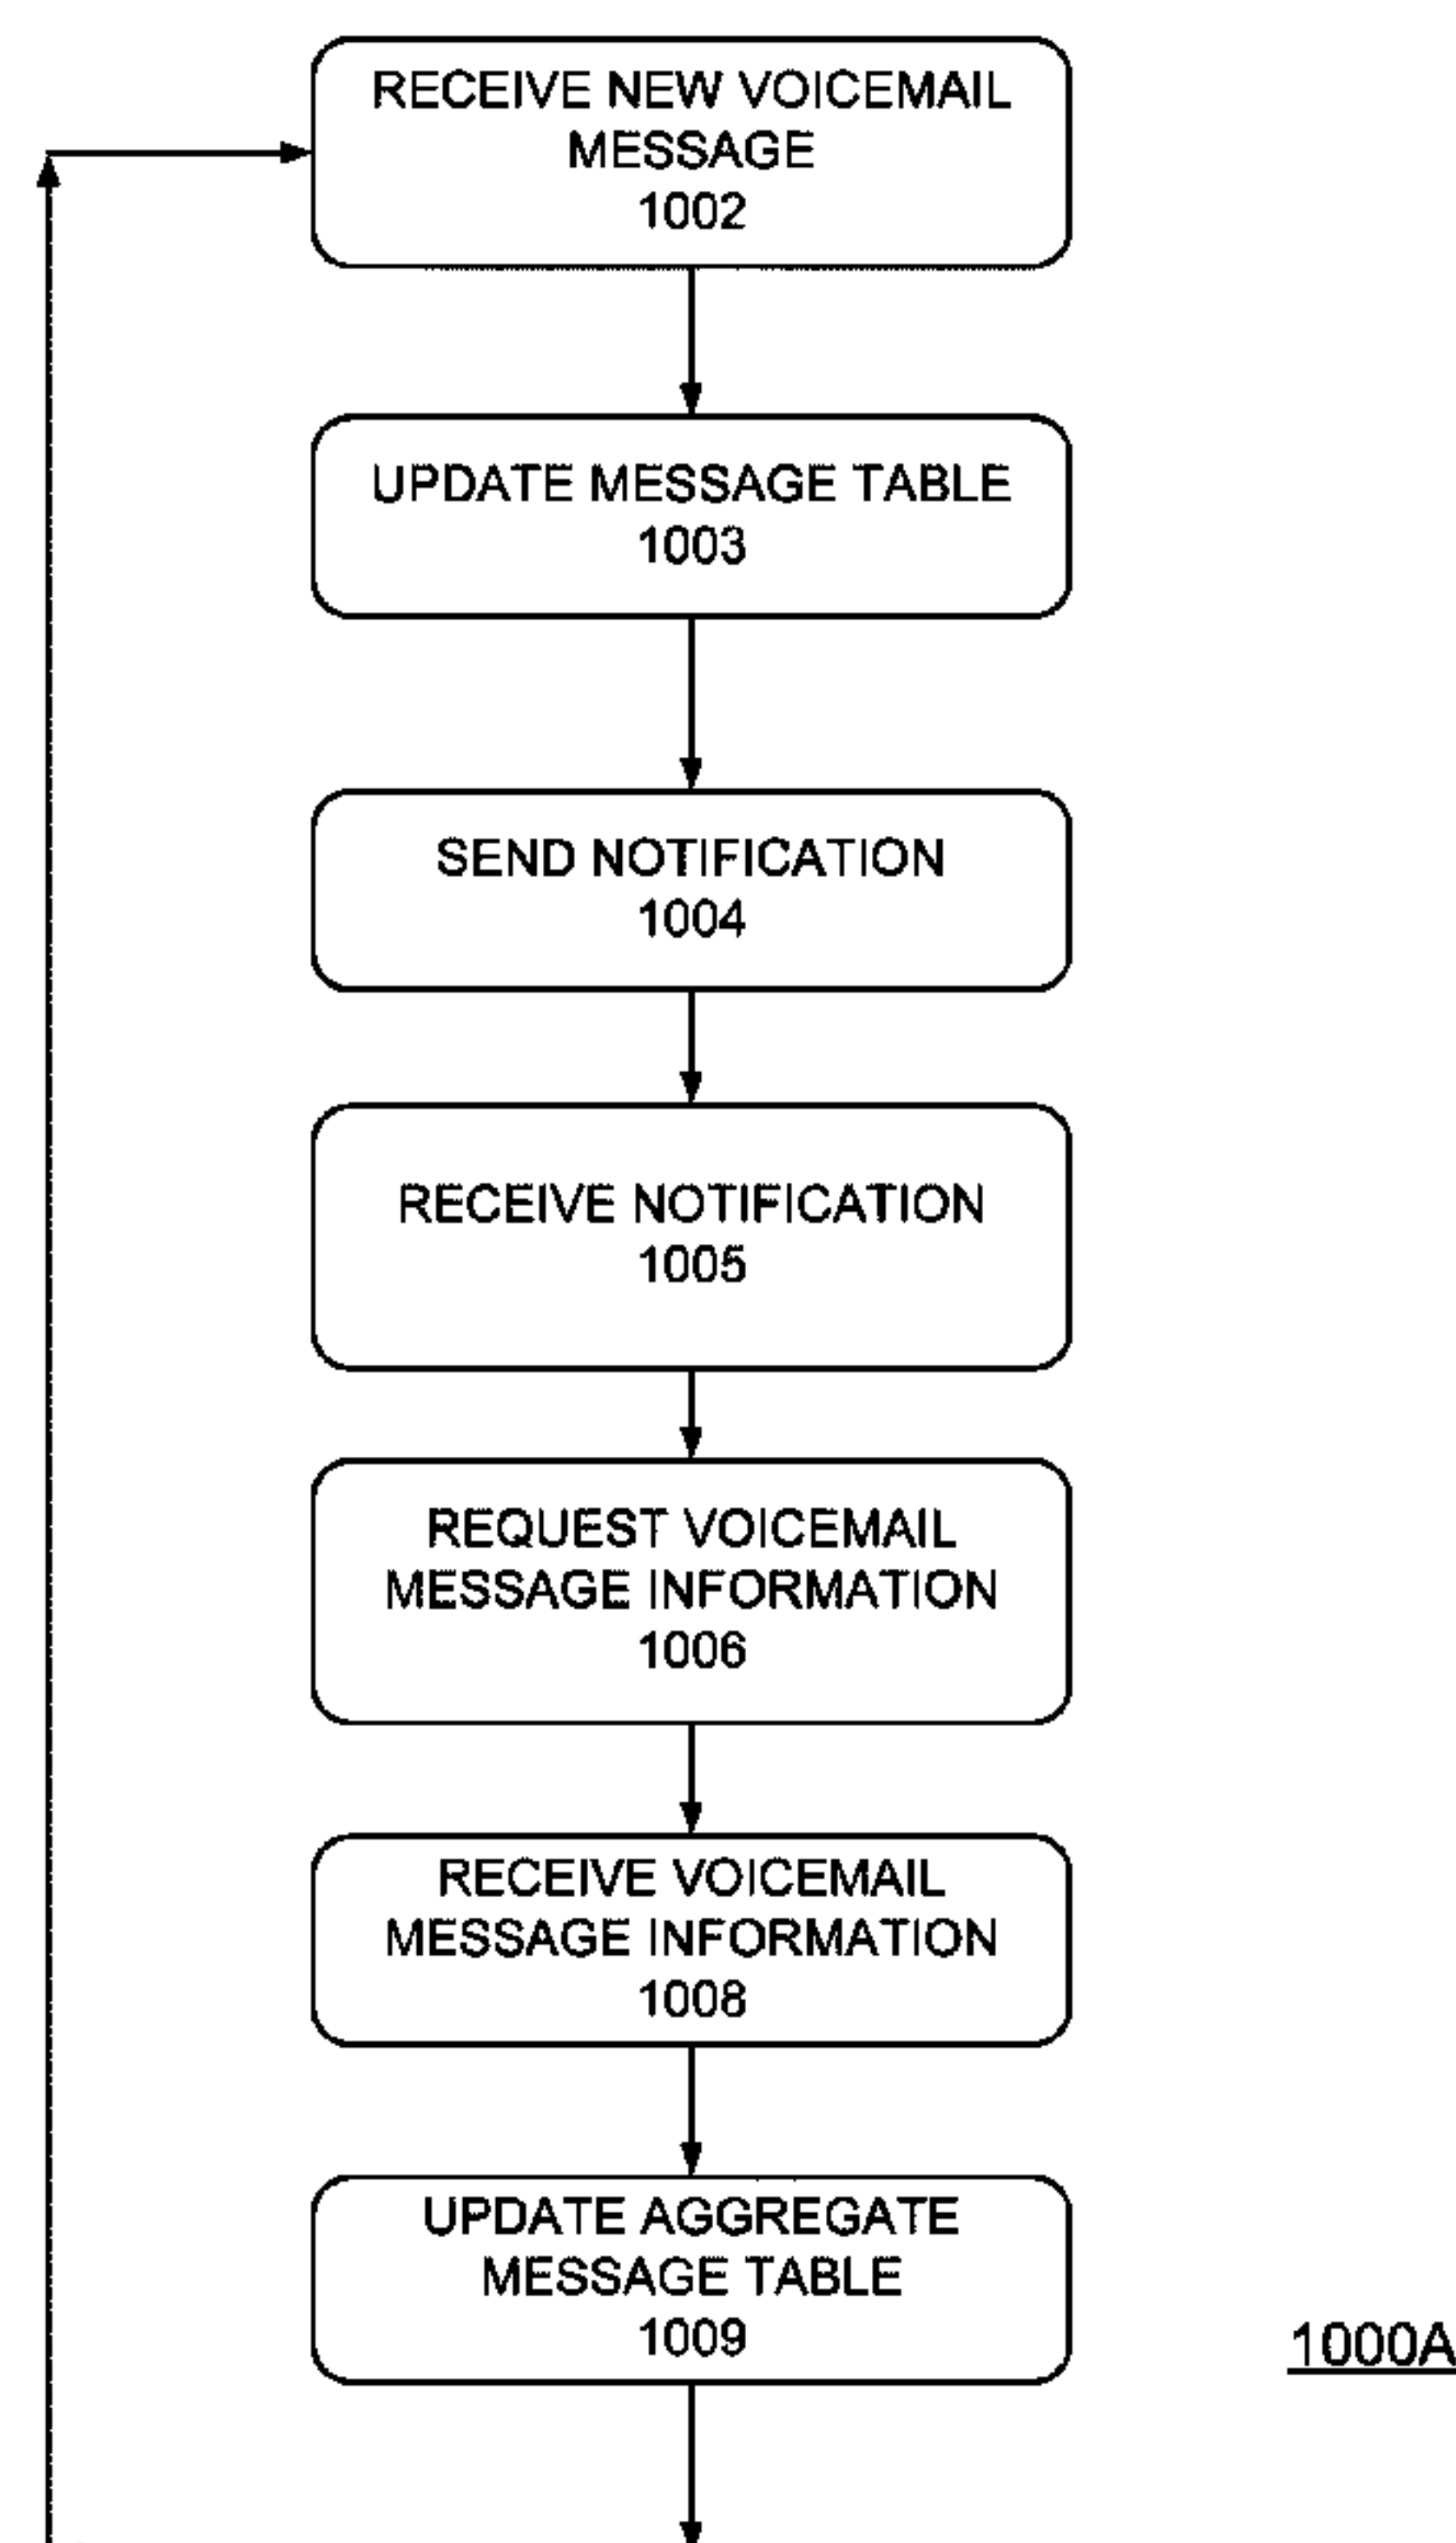 RECEIVE NEW VOICEMAIL
MESSAGE
1002
UPDATE MESSAGE TABLE
1003
SEND NOTIFICATION
1004
RECEIVE NOTIFICATION
1005
REQUEST VOICEMAIL
MESSAGE INFORMATION
1006
RECEIVE VOICEMAIL
MESSAGE INFORMATION
1008
UPDATE AGGREGATE
MESSAGE TABLE
1009
1000A